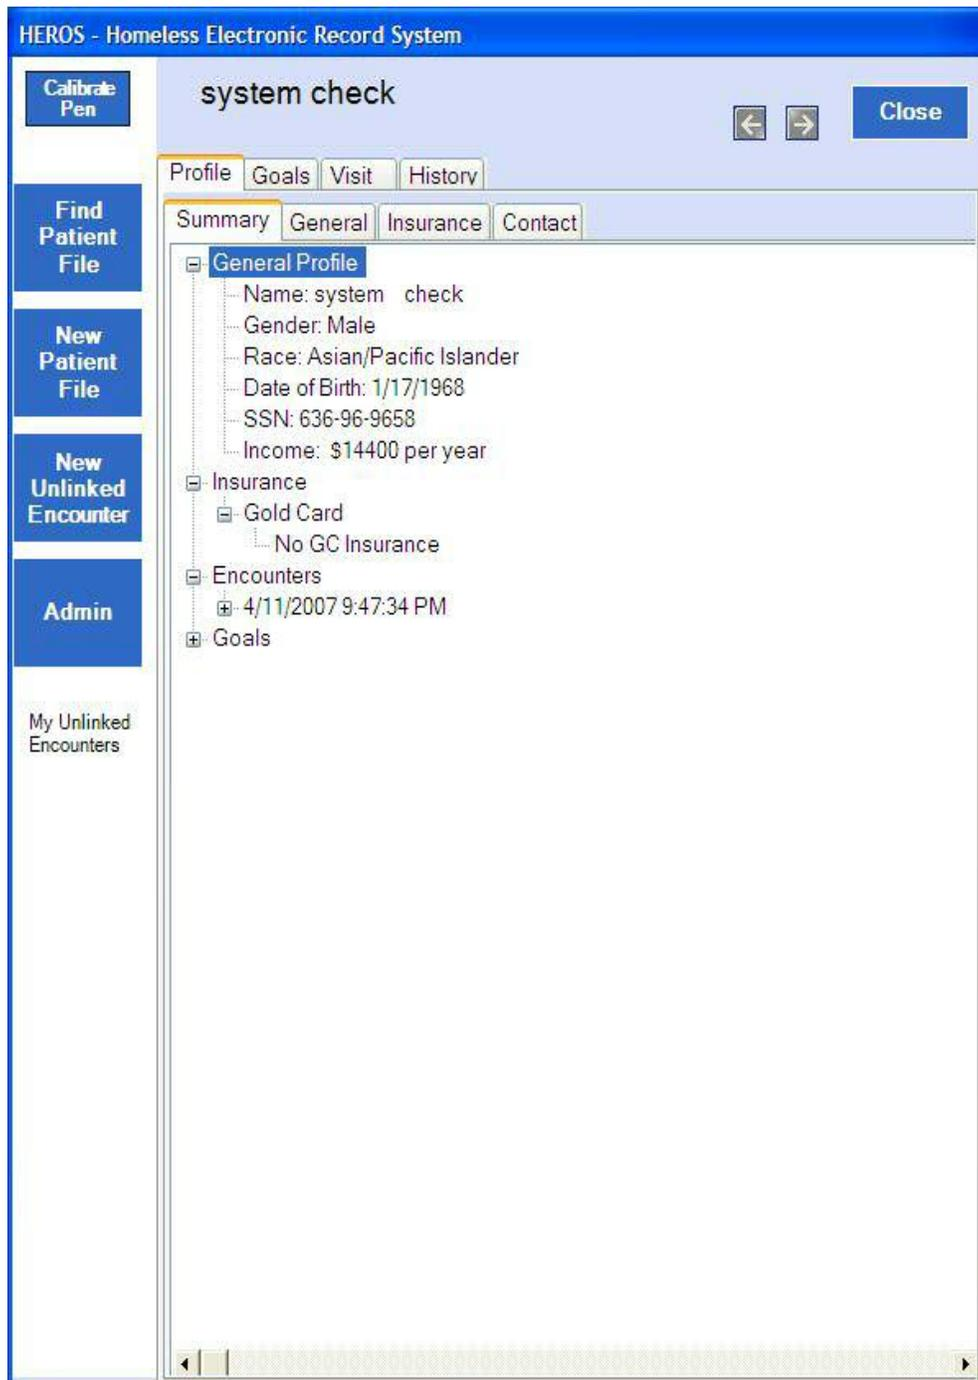 HEROS - Homeless Electronic Record System
Calibrate
Pen
system check
Close
Profile Goals Visit History
Summary General Insurance Contact
Find
Patient
File
New
Patient
File
New
Unlinked
Encounter
Admin
My Unlinked
Encounters
General Profile
Name: system check
Gender: Male
Race: Asian/Pacific Islander
Date of Birth: 1/17/1968
SSN: 636-96-9658
Income: $14400 per year
Insurance
Gold Card
No GC Insurance
Encounters
4/11/2007 9:47:34 PM
Goals